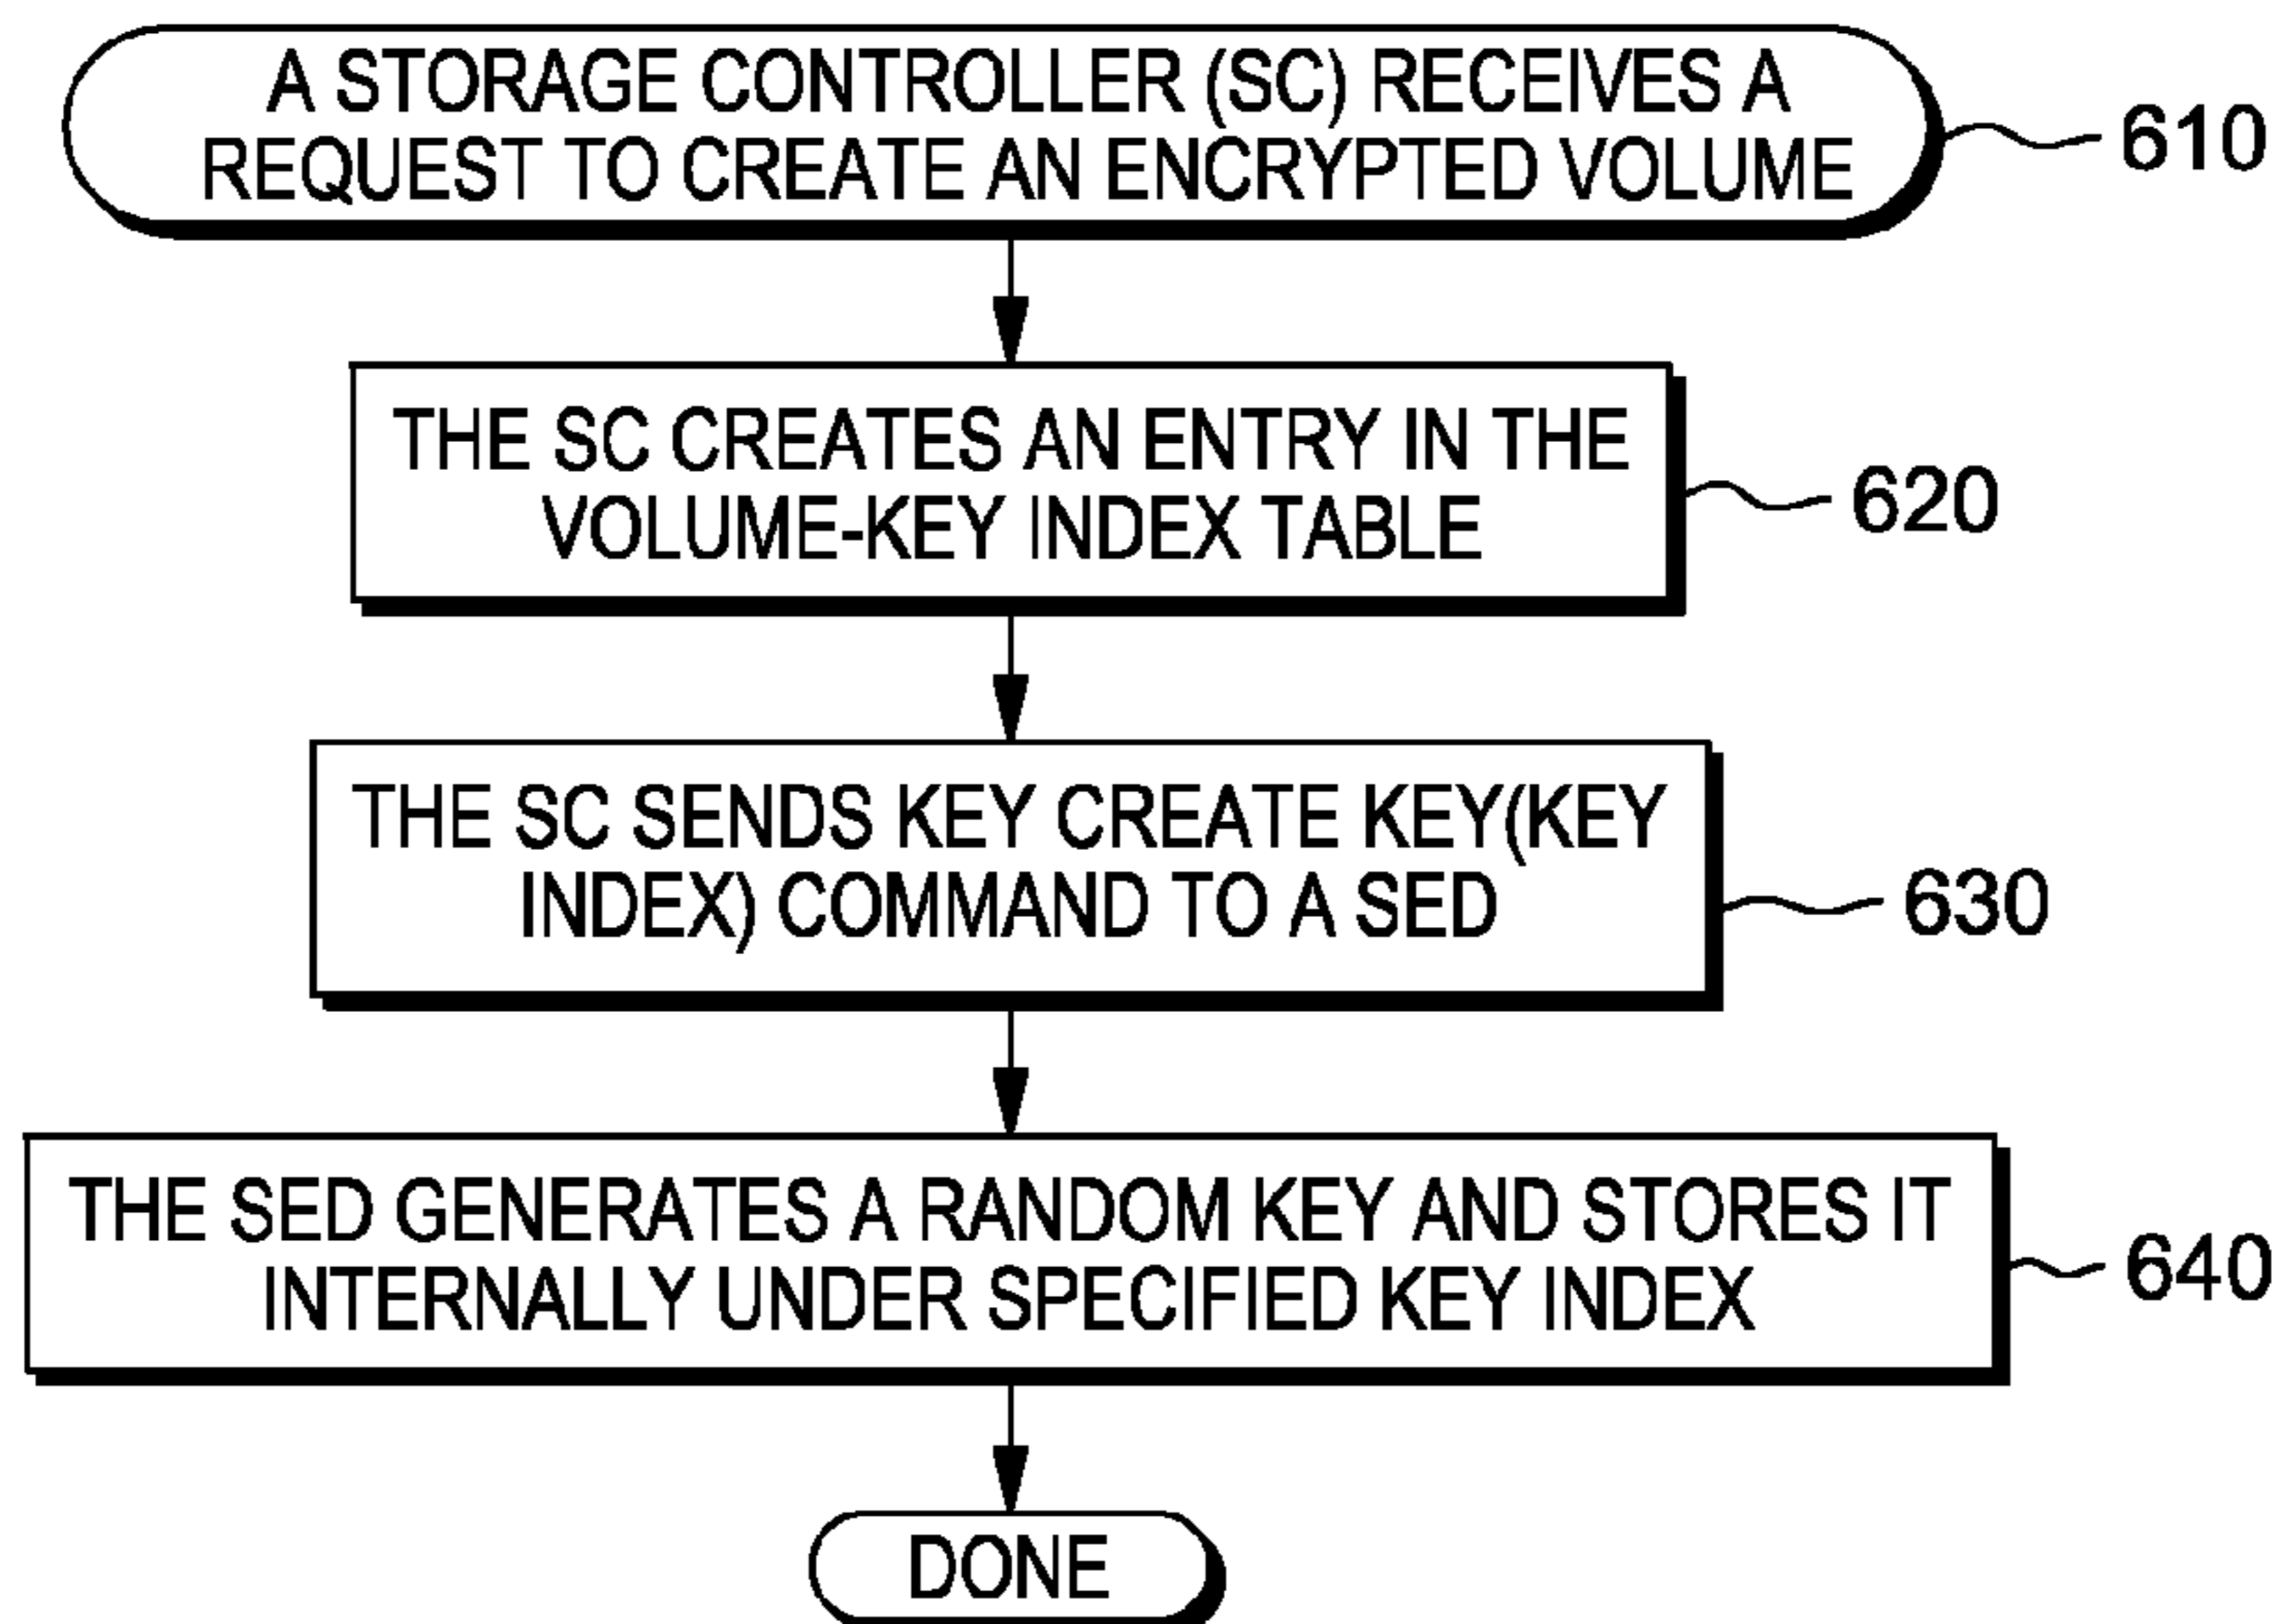 A STORAGE CONTROLLER (SC) RECEIVES A
REQUEST TO CREATE AN ENCRYPTED VOLUME
610
THE SC CREATES AN ENTRY IN THE
VOLUME-KEY INDEX TABLE
620
THE SC SENDS KEY CREATE KEY(KEY
INDEX) COMMAND TO A SED
630
THE SED GENERATES A RANDOM KEY AND STORES IT
INTERNALLY UNDER SPECIFIED KEY INDEX
640
DONE